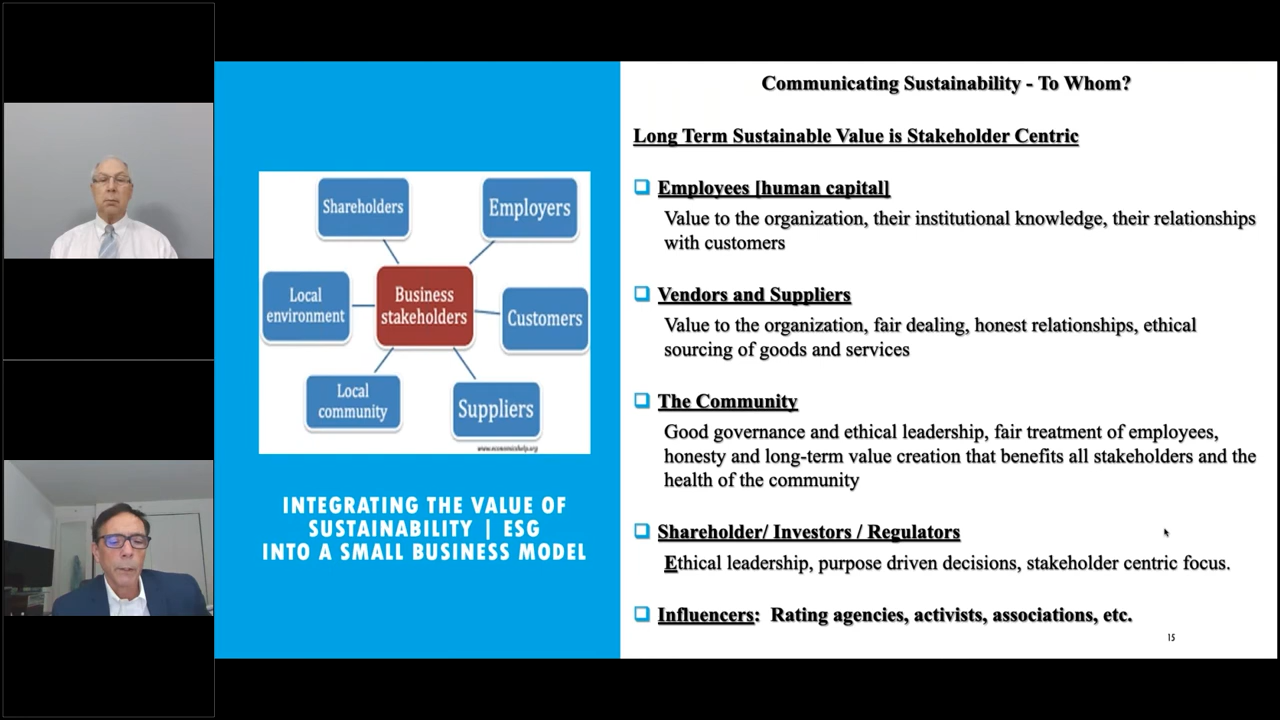 Shareholders
Employers
Local
environment
Business
stakeholders
Customers
Local
community
Suppliers
www.economicshelp.org
INTEGRATING THE VALUE OF
SUSTAINABILITY | ESG
INTO A SMALL BUSINESS MODEL
Communicating Sustainability - To Whom?
Long Term Sustainable Value is Stakeholder Centric
Employees [human capital]
Value to the organization, their institutional knowledge, their relationships
with customers
Vendors and Suppliers
Value to the organization, fair dealing, honest relationships, ethical
sourcing of goods and services
The Community
Good governance and ethical leadership, fair treatment of employees,
honesty and long-term value creation that benefits all stakeholders and the
health of the community
Shareholder/ Investors / Regulators
Ethical leadership, purpose driven decisions, stakeholder centric focus.
Influencers: Rating agencies, activists, associations, etc.
15